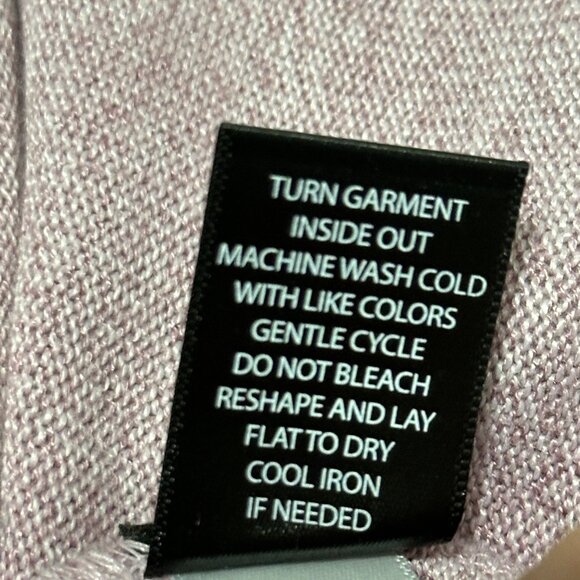 TURN GARMENT
INSIDE OUT
MACHINE WASH COLD
WITH LIKE COLORS
GENTLE CYCLE
DO NOT BLEACH
RESHAPE AND LAY
FLAT TO DRY
COOL IRON
IF NEEDED